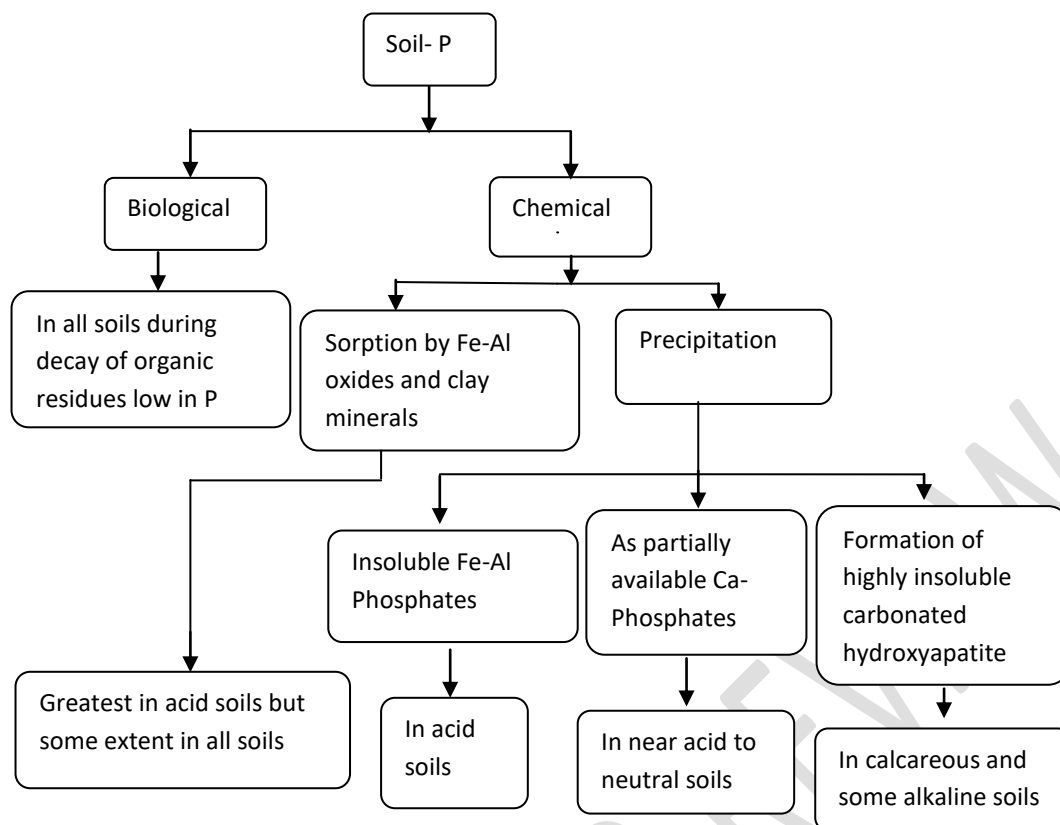 Soil- P
Biological
Chemical
In all soils during
decay of organic
residues low in P
Sorption by Fe-Al
oxides and clay
minerals
Precipitation
Insoluble Fe-Al
Phosphates
As partially
available Ca-
Phosphates
Formation of
highly insoluble
carbonated
hydroxyapatite
Greatest in acid soils but
some extent in all soils
In acid
soils
In near acid to
neutral soils
In calcareous and
some alkaline soils